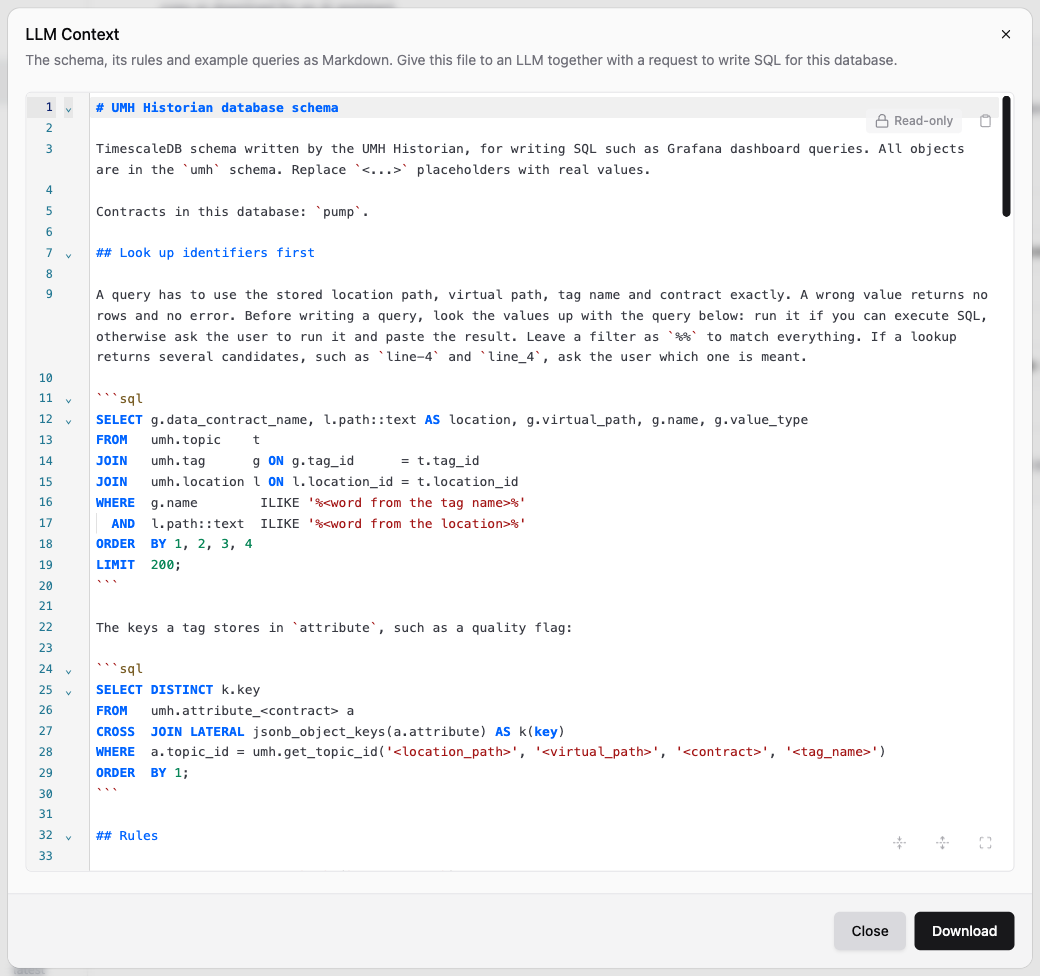 LLM Context
The schema, its rules and example queries as Markdown. Give this file to an LLM together with a request to write SQL for this database.
1 # UMH Historian database schema
Read-only
2
3 TimescaleDB schema written by the UMH Historian, for writing SQL such as Grafana dashboard queries. All objects
are in the `umh` schema. Replace `<...>` placeholders with real values.
4
5 Contracts in this database: `pump`.
6
7 ## Look up identifiers first
8
9 A query has to use the stored location path, virtual path, tag name and contract exactly. A wrong value returns no
rows and no error. Before writing a query, look the values up with the query below: run it if you can execute SQL,
otherwise ask the user to run it and paste the result. Leave a filter as `%%` to match everything. If a lookup
returns several candidates, such as `line-4` and `line_4`, ask the user which one is meant.
10
11 ```sql
12 SELECT g.data_contract_name, l.path::text AS location, g.virtual_path, g.name, g.value_type
13 FROM   umh.topic    t
14 JOIN   umh.tag      g ON g.tag_id      = t.tag_id
15 JOIN   umh.location l ON l.location_id = t.location_id
16 WHERE  g.name        ILIKE '%<word from the tag name>%'
17   AND  l.path::text  ILIKE '%<word from the location>%'
18 ORDER  BY 1, 2, 3, 4
19 LIMIT  200;
20 ```
21
22 The keys a tag stores in `attribute`, such as a quality flag:
23
24 ```sql
25 SELECT DISTINCT k.key
26 FROM   umh.attribute_<contract> a
27 CROSS  JOIN LATERAL jsonb_object_keys(a.attribute) AS k(key)
28 WHERE  a.topic_id = umh.get_topic_id('<location_path>', '<virtual_path>', '<contract>', '<tag_name>')
29 ORDER  BY 1;
30 ```
31
32 ## Rules
33
Close
Download